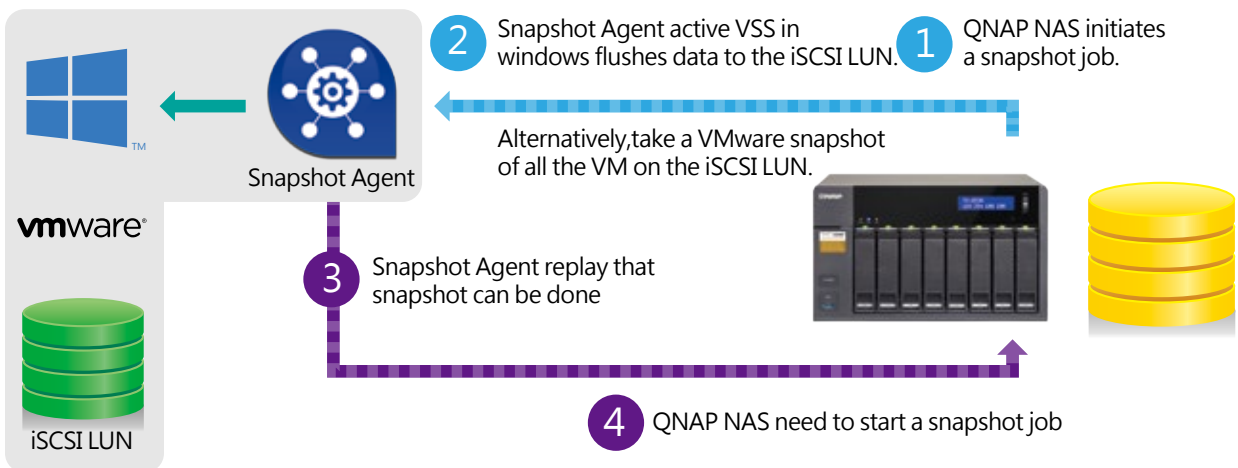 2
Snapshot Agent active VSS in
windows flushes data to the iSCSI LUN.
1
QNAP NAS initiates
a snapshot job.
TM
Snapshot Agent
Alternatively,take a VMware snapshot
of all the VM on the iSCSI LUN.
vmware®
3
Snapshot Agent replay that
snapshot can be done
iSCSI LUN
4
QNAP NAS need to start a snapshot job